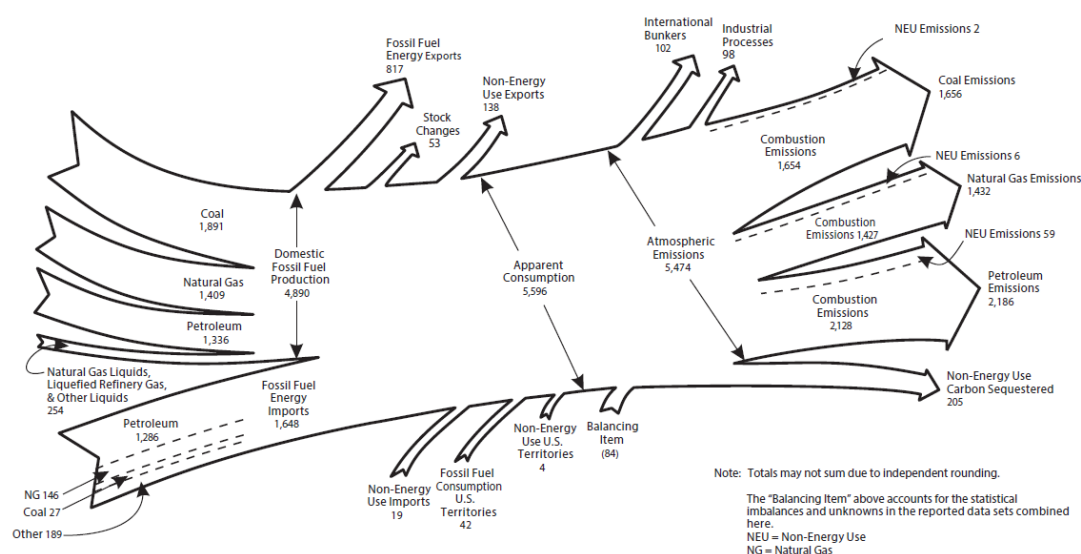 International
Bunkers
102
Industrial
Processes
98
NEU Emissions 2
Fossil Fuel
Energy Exports
817
Non-Energy
Use Exports
138
Stock
Changes
53
Coal Emissions
1,656
Combustion
Emissions
1,654
NEU Emissions 6
Natural Gas Emissions
1,432
Coal
1,891
Domestic
Fossil Fuel
Production
4,890
Apparent
Consumption
5,596
Atmospheric
Emissions
5,474
Combustion
Emissions 1,427
NEU Emissions 59
Natural Gas
1,409
Petroleum
Emissions
2,186
Combustion
Emissions
2,128
Petroleum
1,336
Natural Gas Liquids,
Liquefied Refinery Gas,
& Other Liquids
254
Fossil Fuel
Energy
Imports
1,648
Non-Energy Use
Carbon Sequestered
205
Petroleum
1,286
Non-Energy
Use U.S.
Territories
4
Balancing
Item
(84)
NG 146
Coal 27
Other 189
Non-Energy
Use Imports
19
Fossil Fuel
Consumption
U.S.
Territories
42
Note: Totals may not sum due to independent rounding.
The “Balancing Item” above accounts for the statistical
imbalances and unknowns in the reported data sets combined
here.
NEU = Non-Energy Use
NG = Natural Gas